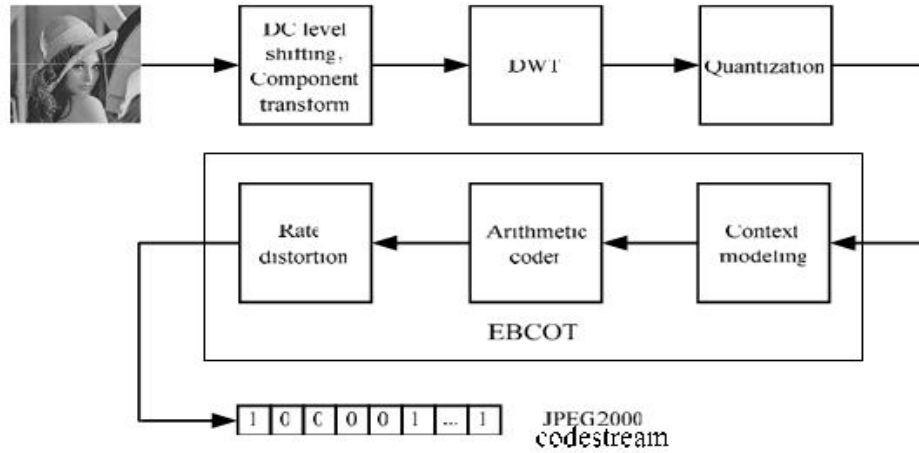 DC level
shifting,
Component
transform
DWT
Quantization
Rate
distortion
Arithmetic
coder
Context
modeling
EBCOT
1 0 0 0 0 1 ... 1
JPEG2000
codestream